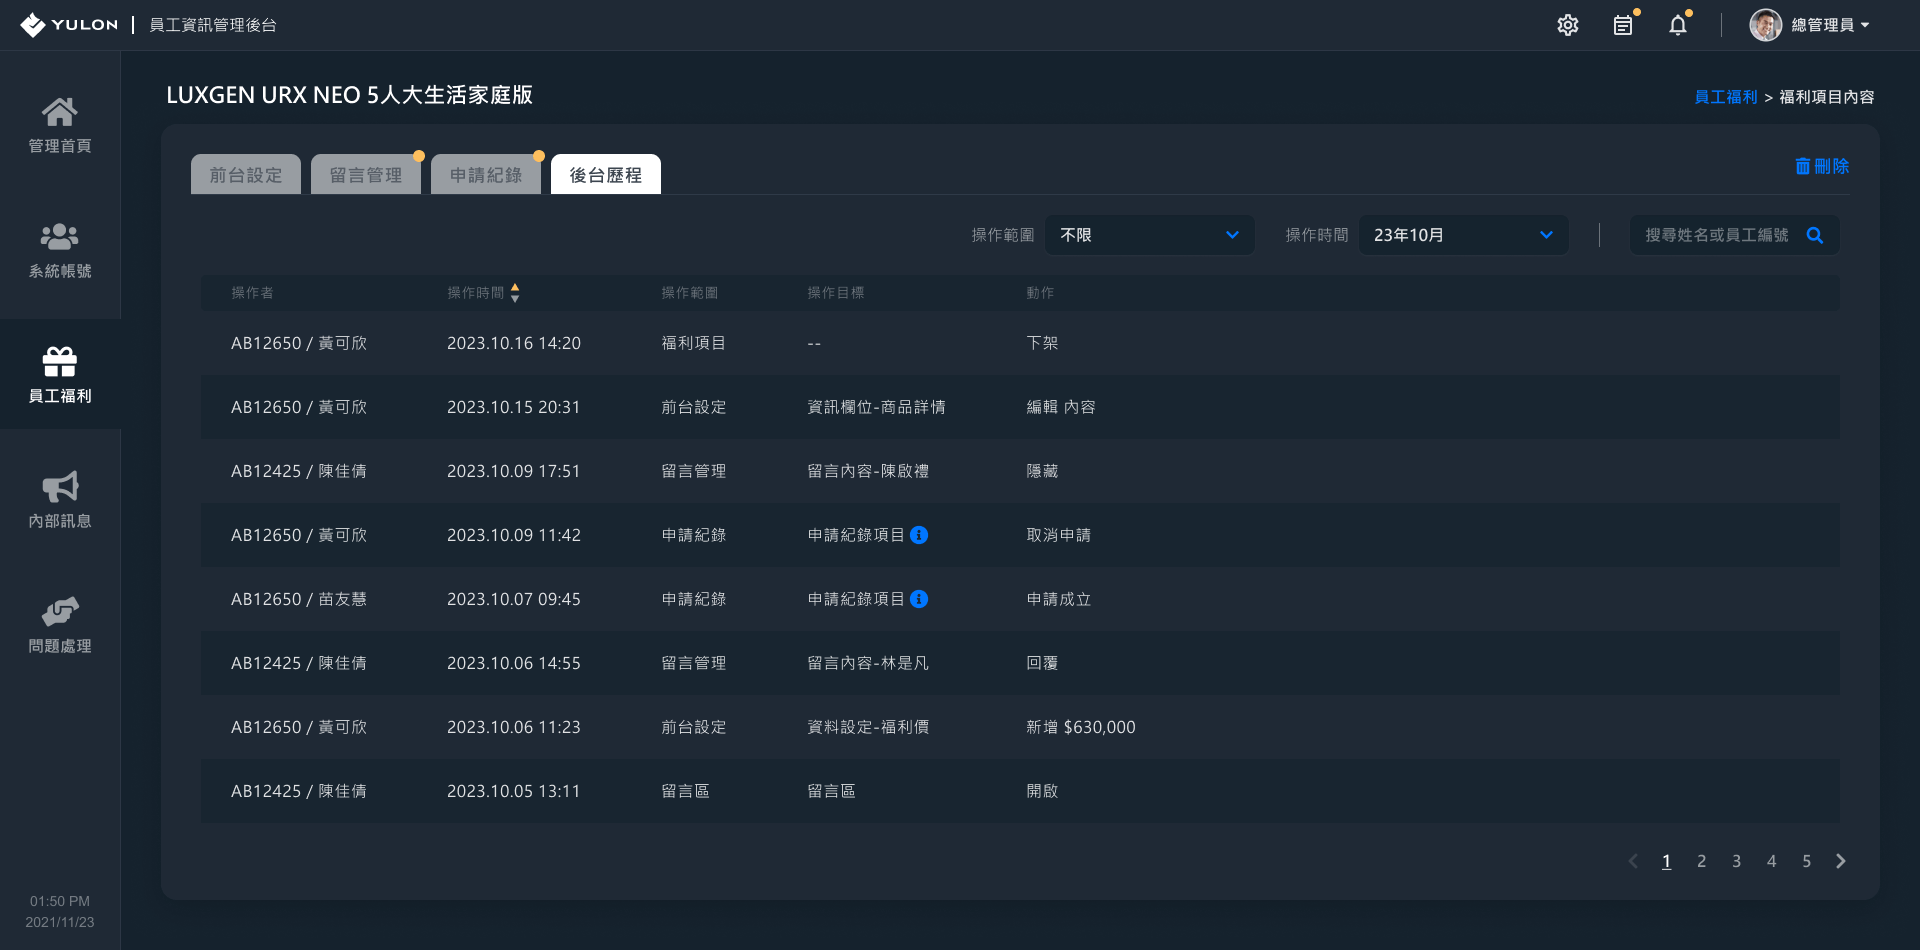 YULON | 員工資訊管理後台
總管理員
管理首頁
系統帳號
員工福利
內部訊息
問題處理
01:50 PM
2021/11/23
LUXGEN URX NEO 5人大生活家庭版
員工福利 > 福利項目內容
前台設定 留言管理 申請紀錄 後台歷程
刪除
操作範圍 不限 操作時間 23年10月 搜尋姓名或員工編號
操作者 操作時間 操作範圍 操作目標 動作
AB12650 / 黃可欣 2023.10.16 14:20 福利項目 -- 下架
AB12650 / 黃可欣 2023.10.15 20:31 前台設定 資訊欄位-商品詳情 編輯 內容
AB12425 / 陳佳倩 2023.10.09 17:51 留言管理 留言內容-陳啟禮 隱藏
AB12650 / 黃可欣 2023.10.09 11:42 申請紀錄 申請紀錄項目 取消申請
AB12650 / 苗友慧 2023.10.07 09:45 申請紀錄 申請紀錄項目 申請成立
AB12425 / 陳佳倩 2023.10.06 14:55 留言管理 留言內容-林是凡 回覆
AB12650 / 黃可欣 2023.10.06 11:23 前台設定 資料設定-福利價 新增 $630,000
AB12425 / 陳佳倩 2023.10.05 13:11 留言區 留言區 開啟
1 2 3 4 5